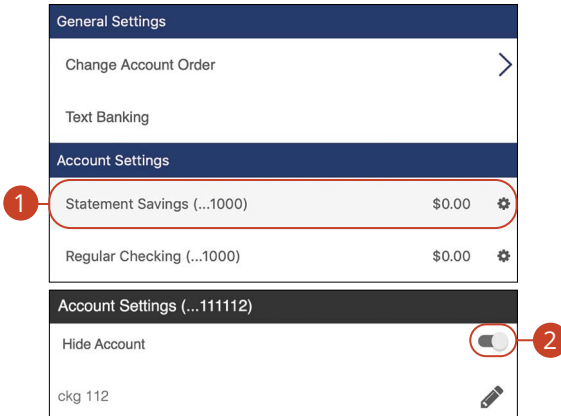 General Settings
Change Account Order
Text Banking
Account Settings
1
Statement Savings (...1000) $0.00
Regular Checking (...1000) $0.00
Account Settings (...111112)
Hide Account
2
ckg 112